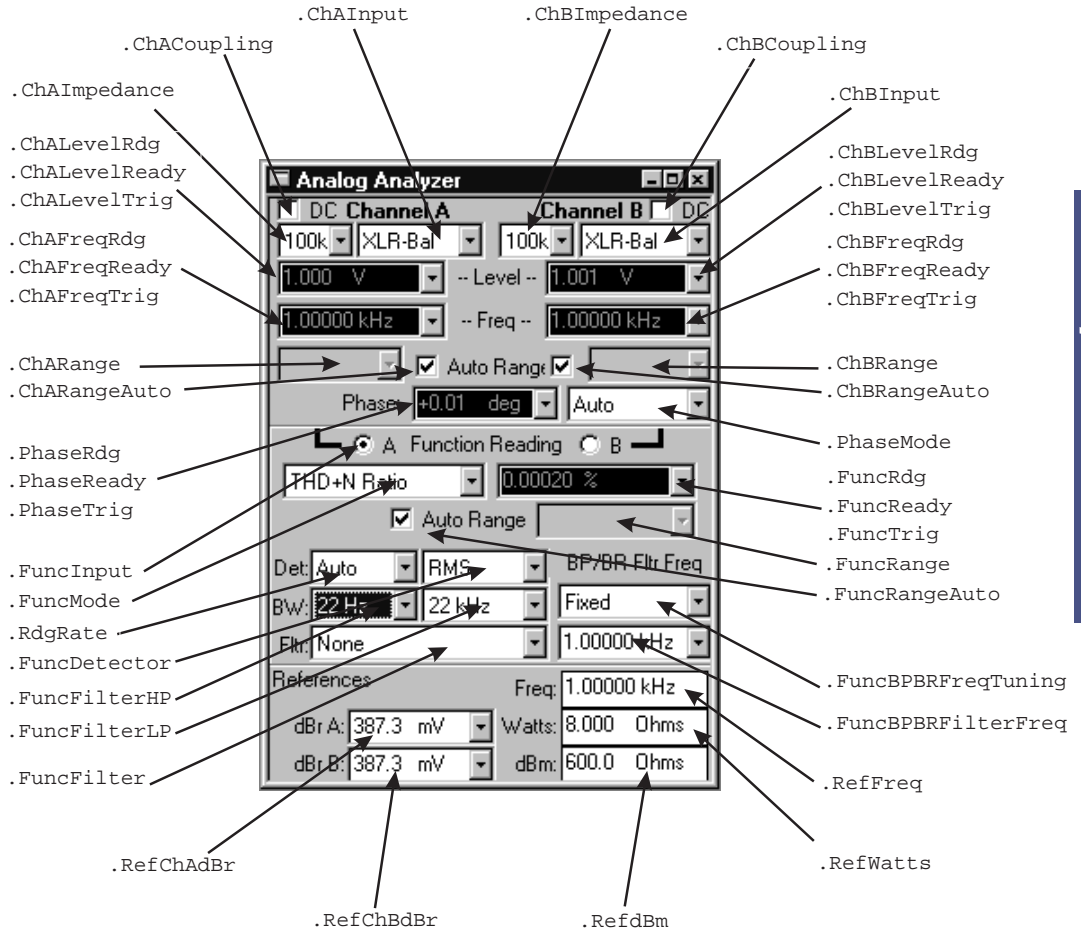 .ChAInput
.ChBImpedance
.ChACoupling
.ChBCoupling
.ChAImpedance
.ChBInput
.ChALevelRdg
.ChALevelReady
.ChALevelTrig
.ChBLevelRdg
.ChBLevelReady
.ChBLevelTrig
.ChAFreqRdg
.ChAFreqReady
.ChAFreqTrig
.ChBFreqRdg
.ChBFreqReady
.ChBFreqTrig
.ChARange
.ChARangeAuto
.ChBRange
.ChBRangeAuto
.PhaseRdg
.PhaseReady
.PhaseTrig
.PhaseMode
.FuncRdg
.FuncReady
.FuncTrig
.FuncRange
.FuncRangeAuto
.FuncInput
.FuncMode
.RdgRate
.FuncDetector
.FuncFilterHP
.FuncFilterLP
.FuncFilter
.FuncBPBRFreqTuning
.FuncBPBRFilterFreq
.RefFreq
.RefWatts
.RefChAdBr
.RefChBdBr
.RefdBm
Analog Analyzer
DC Channel A Channel B DC
100k XLR-Bal 100k XLR-Bal
1.000 V -- Level -- 1.001 V
1.00000 kHz -- Freq -- 1.00000 kHz
Auto Range
Phase: +0.01 deg Auto
A Function Reading B
THD+N Ratio 0.00020 %
Auto Range
Det: Auto RMS BP/BR Fltr Freq
BW: 22 Hz 22 kHz Fixed
Fltr: None 1.00000 kHz
References Freq: 1.00000 kHz
dBr A: 387.3 mV Watts: 8.000 Ohms
dBr B: 387.3 mV dBm: 600.0 Ohms